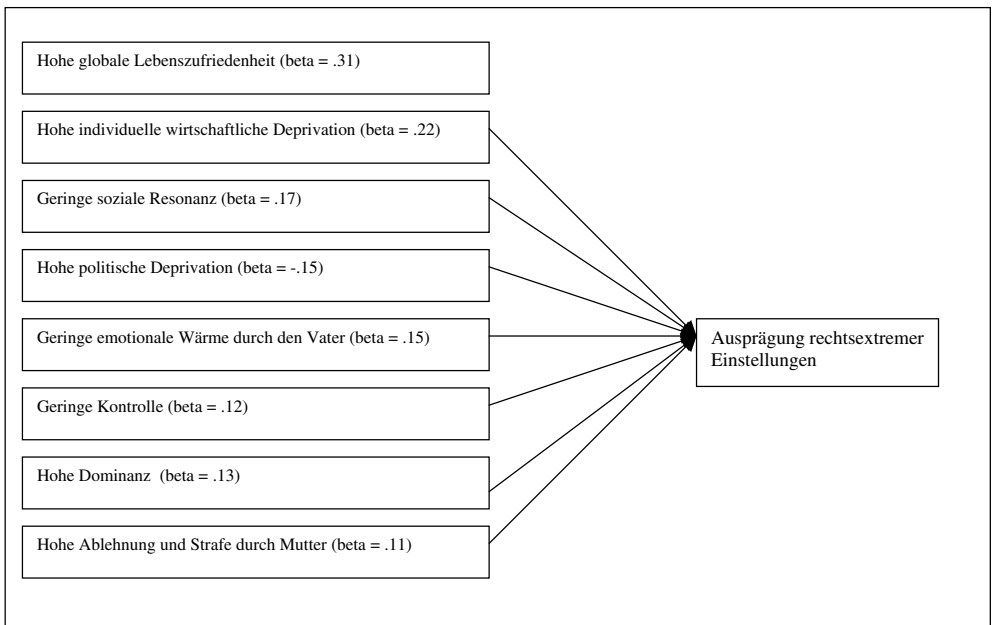 Hohe globale Lebenszufriedenheit (beta = .31)
Hohe individuelle wirtschaftliche Deprivation (beta = .22)
Geringe soziale Resonanz (beta = .17)
Hohe politische Deprivation (beta = -.15)
Geringe emotionale Wärme durch den Vater (beta = .15)
Geringe Kontrolle (beta = .12)
Hohe Dominanz (beta = .13)
Hohe Ablehnung und Strafe durch Mutter (beta = .11)
Ausprägung rechtsextremer
Einstellungen